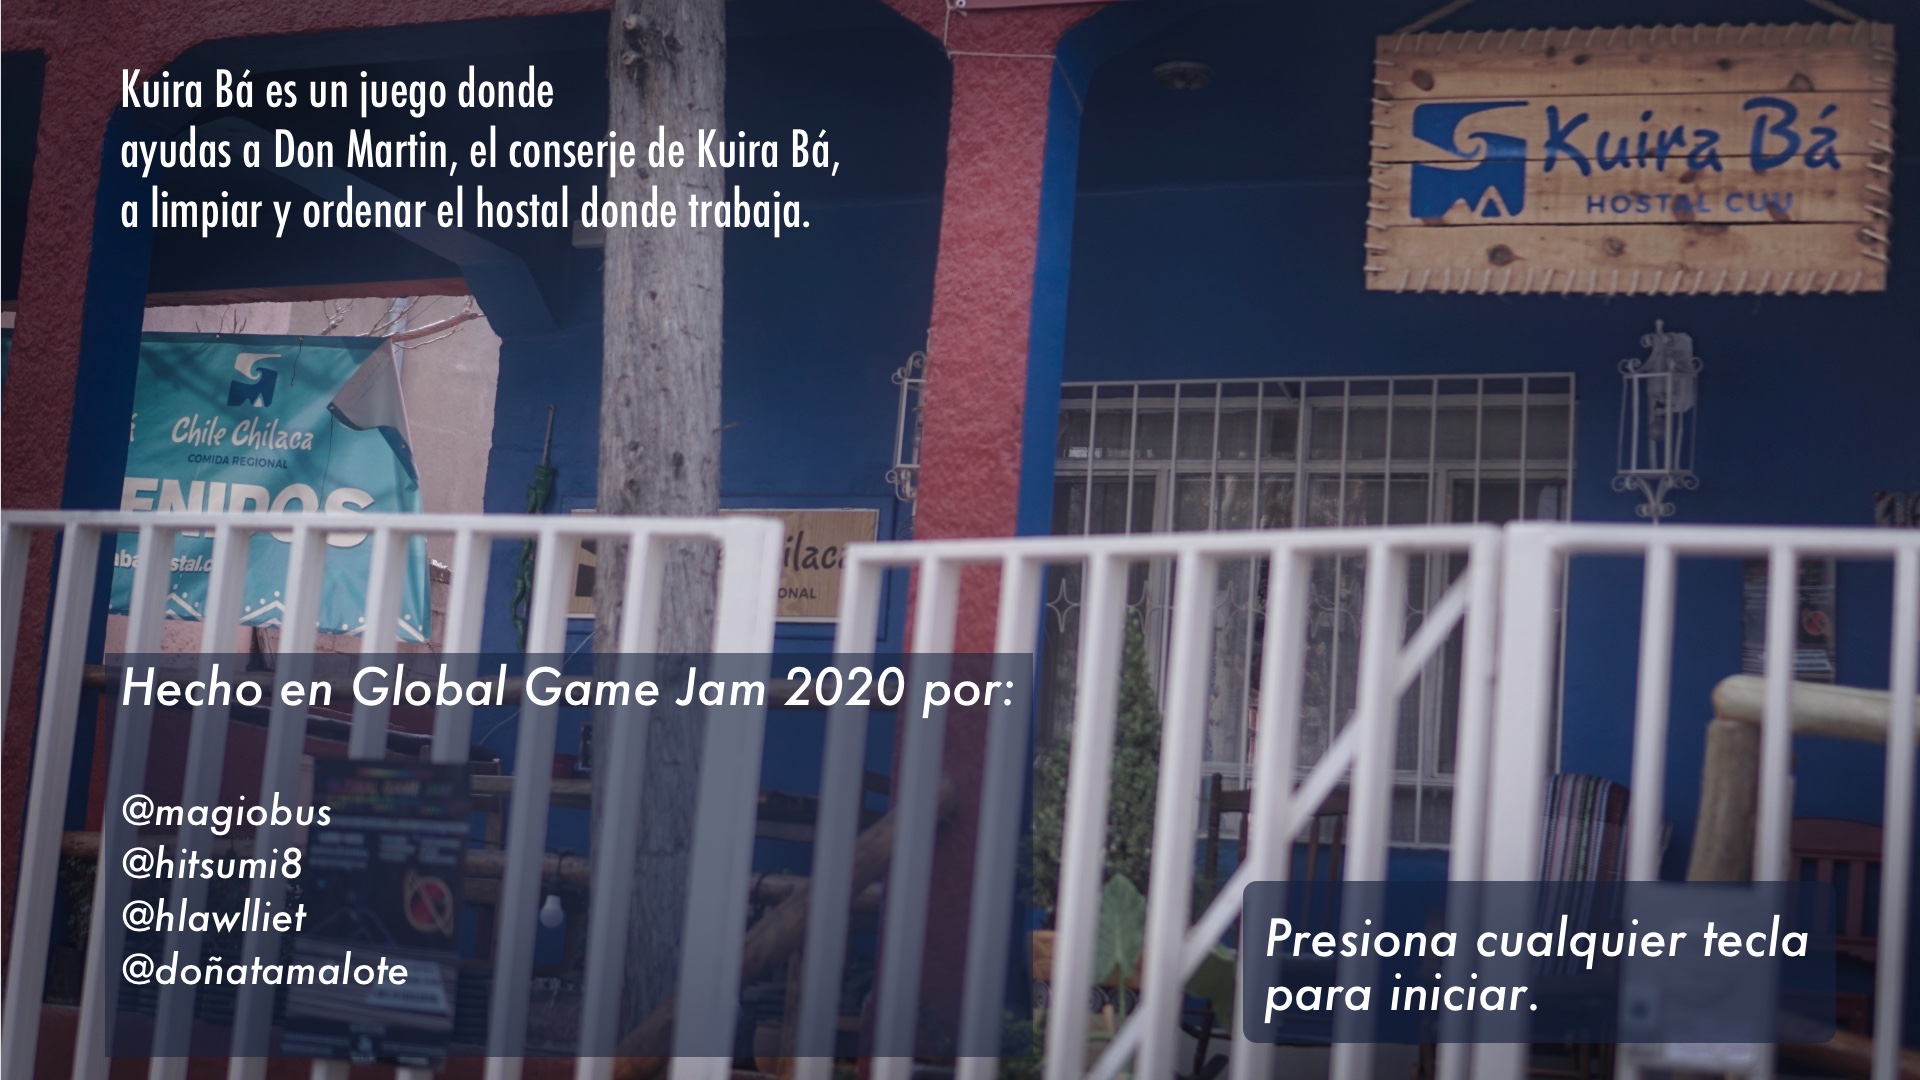 Kuira Bá es un juego donde
ayudas a Don Martin, el conserje de Kuira Bá,
a limpiar y ordenar el hostal donde trabaja.
Kuira Bá
HOSTAL CUU
Chile Chilaca
COMIDA REGIONAL
ENIDOS
Hecho en Global Game Jam 2020 por:
@magiobus
@hitsumi8
@hlawlliet
@doñatamalote
Presiona cualquier tecla
para iniciar.